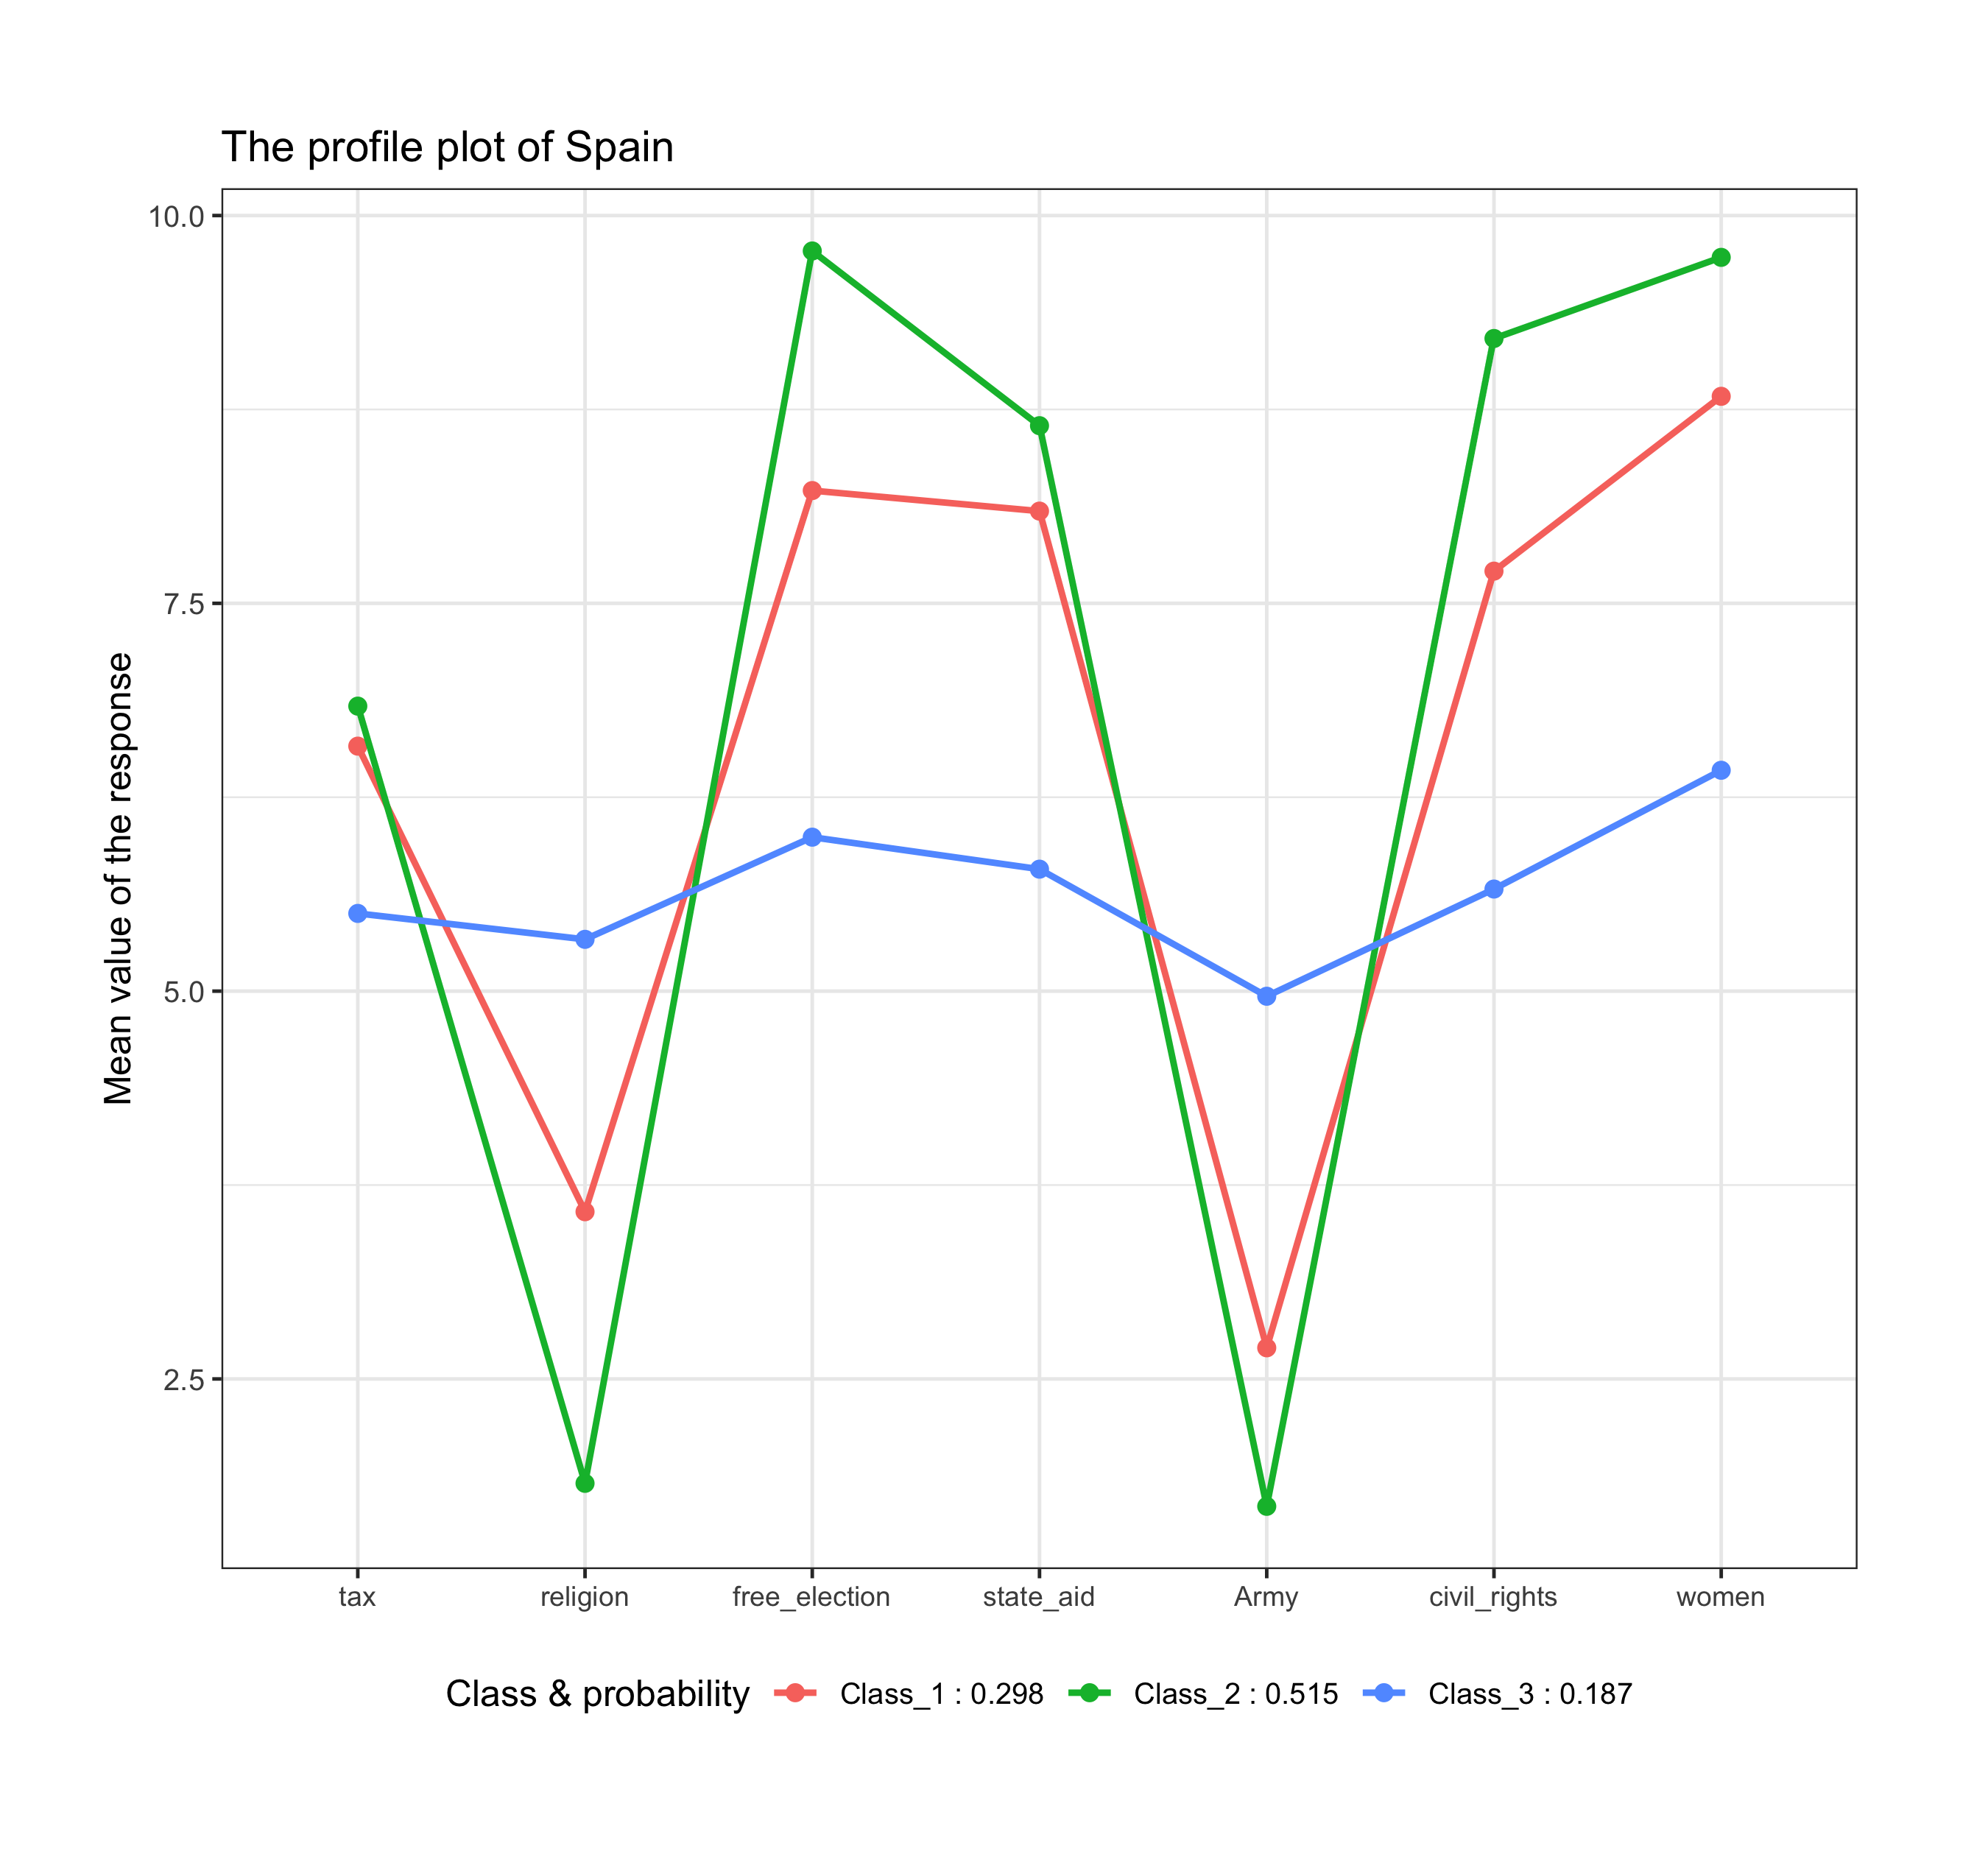 The profile plot of Spain
10.0
7.5
5.0
2.5
Mean value of the response
tax religion free_election state_aid Army civil_rights women
Class & probability Class_1 : 0.298 Class_2 : 0.515 Class_3 : 0.187